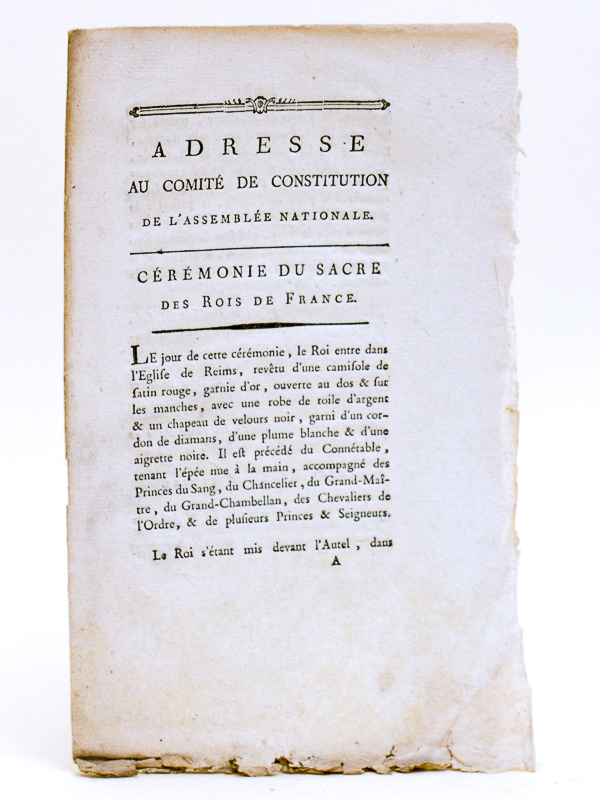 ADRESSE
AU COMITÉ DE CONSTITUTION
DE L'ASSEMBLÉE NATIONALE.
CÉRÉMONIE DU SACRE
DES ROIS DE FRANCE.
LE jour de cette cérémonie, le Roi entre dans
l'Eglise de Reims, revêtu d'une camisole de
satin rouge, garnie d'or, ouverte au dos & sur
les manches, avec une robe de toile d'argent
& un chapeau de velours noir, garni d'un cor-
don de diamans, d'une plume blanche & d'une
aigrette noire. Il est précédé du Connétable,
tenant l'épée nue à la main, accompagné des
Princes du Sang, du Chancelier, du Grand-Maî-
tre, du Grand-Chambellan, des Chevaliers de
l'Ordre, & de plusieurs Princes & Seigneurs.
Le Roi s'étant mis devant l'Autel, dans
A